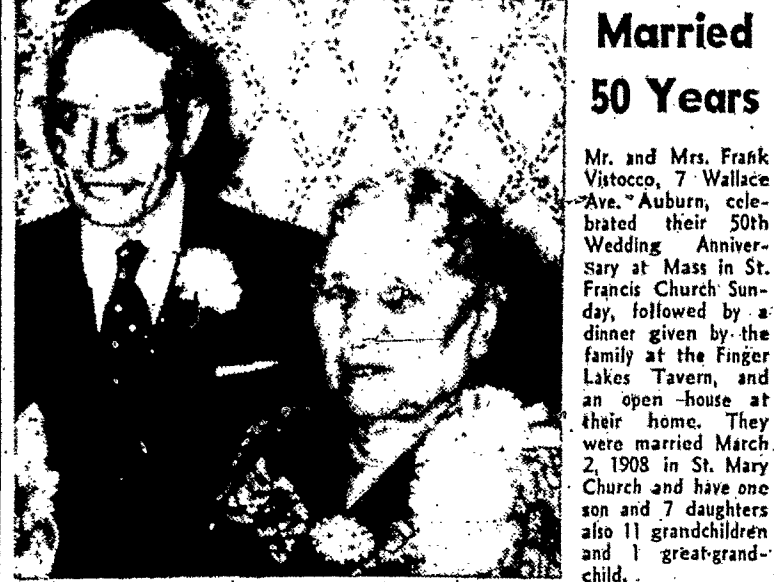 Married
50 Years
Mr. and Mrs. Frank
Vistocco, 7 Wallace
Ave. Auburn, cele-
brated their 50th
Wedding Anniver-
sary at Mass in St.
Francis Church Sun-
day, followed by a
dinner given by the
family at the Finger
Lakes Tavern, and
an open house at
their home. They
were married March
2, 1908 in St. Mary
Church and have one
son and 7 daughters
also 11 grandchildren
and 1 great-grand-
child.